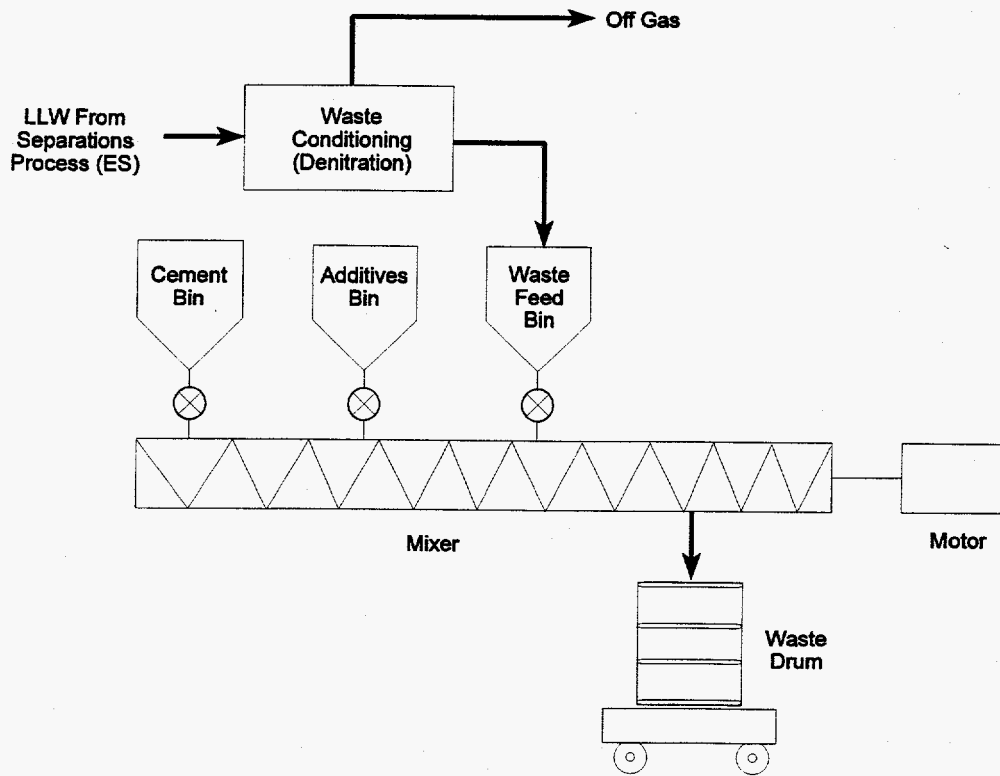 Off Gas
LLW From
Separations
Process (ES)
Waste
Conditioning
(Denitration)
Cement
Bin
Additives
Bin
Waste
Feed
Bin
Mixer
Motor
Waste
Drum